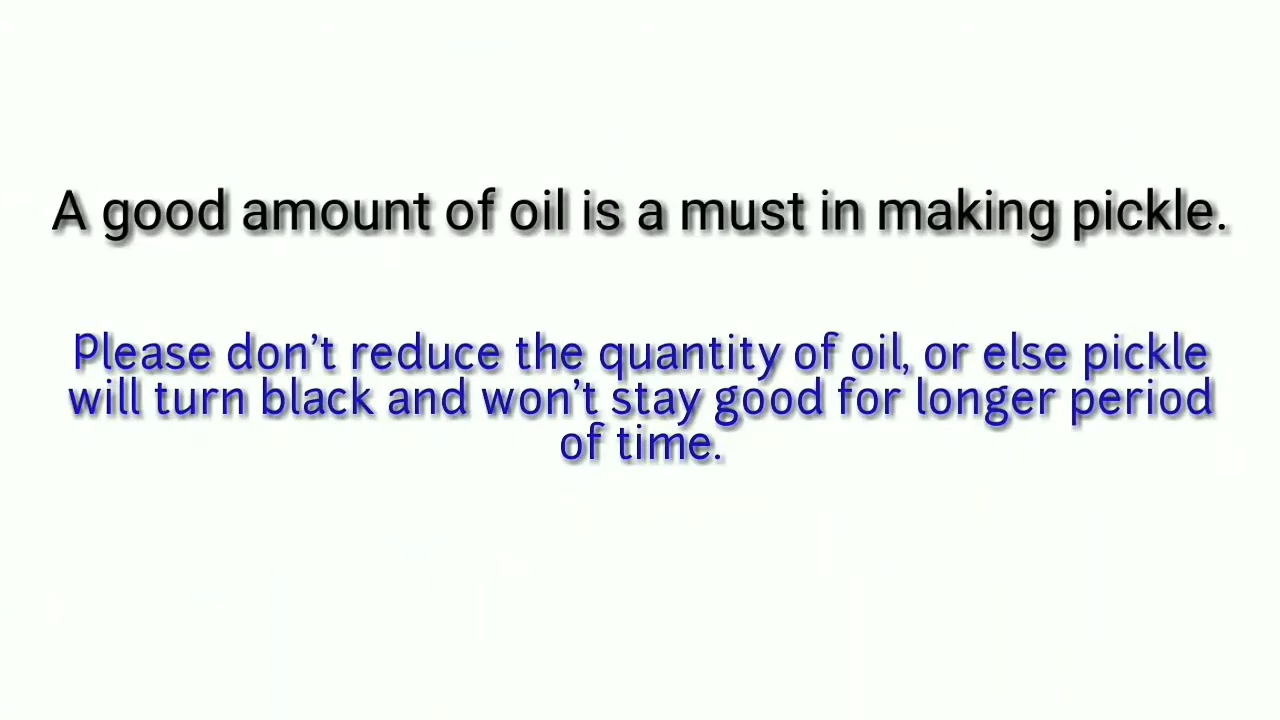 A good amount of oil is a must in making pickle.
Please don't reduce the quantity of oil, or else pickle
will turn black and won't stay good for longer period
of time.